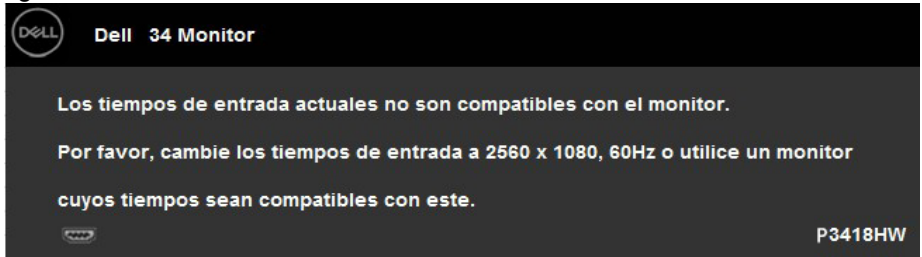 DELL Dell 34 Monitor
Los tiempos de entrada actuales no son compatibles con el monitor.
Por favor, cambie los tiempos de entrada a 2560 x 1080, 60Hz o utilice un monitor
cuyos tiempos sean compatibles con este.
P3418HW